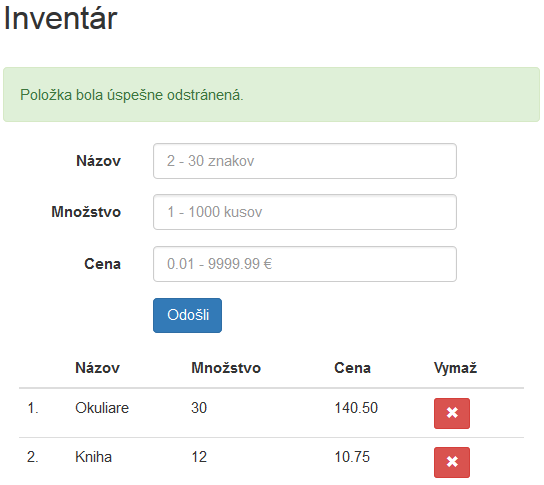 Inventár
Položka bola úspešne odstránená.
Názov 2 - 30 znakov
Množstvo 1 - 1000 kusov
Cena 0.01 - 9999.99 €
Odošli
Názov Množstvo Cena Vymaž
1. Okuliare 30 140.50
2. Kniha 12 10.75